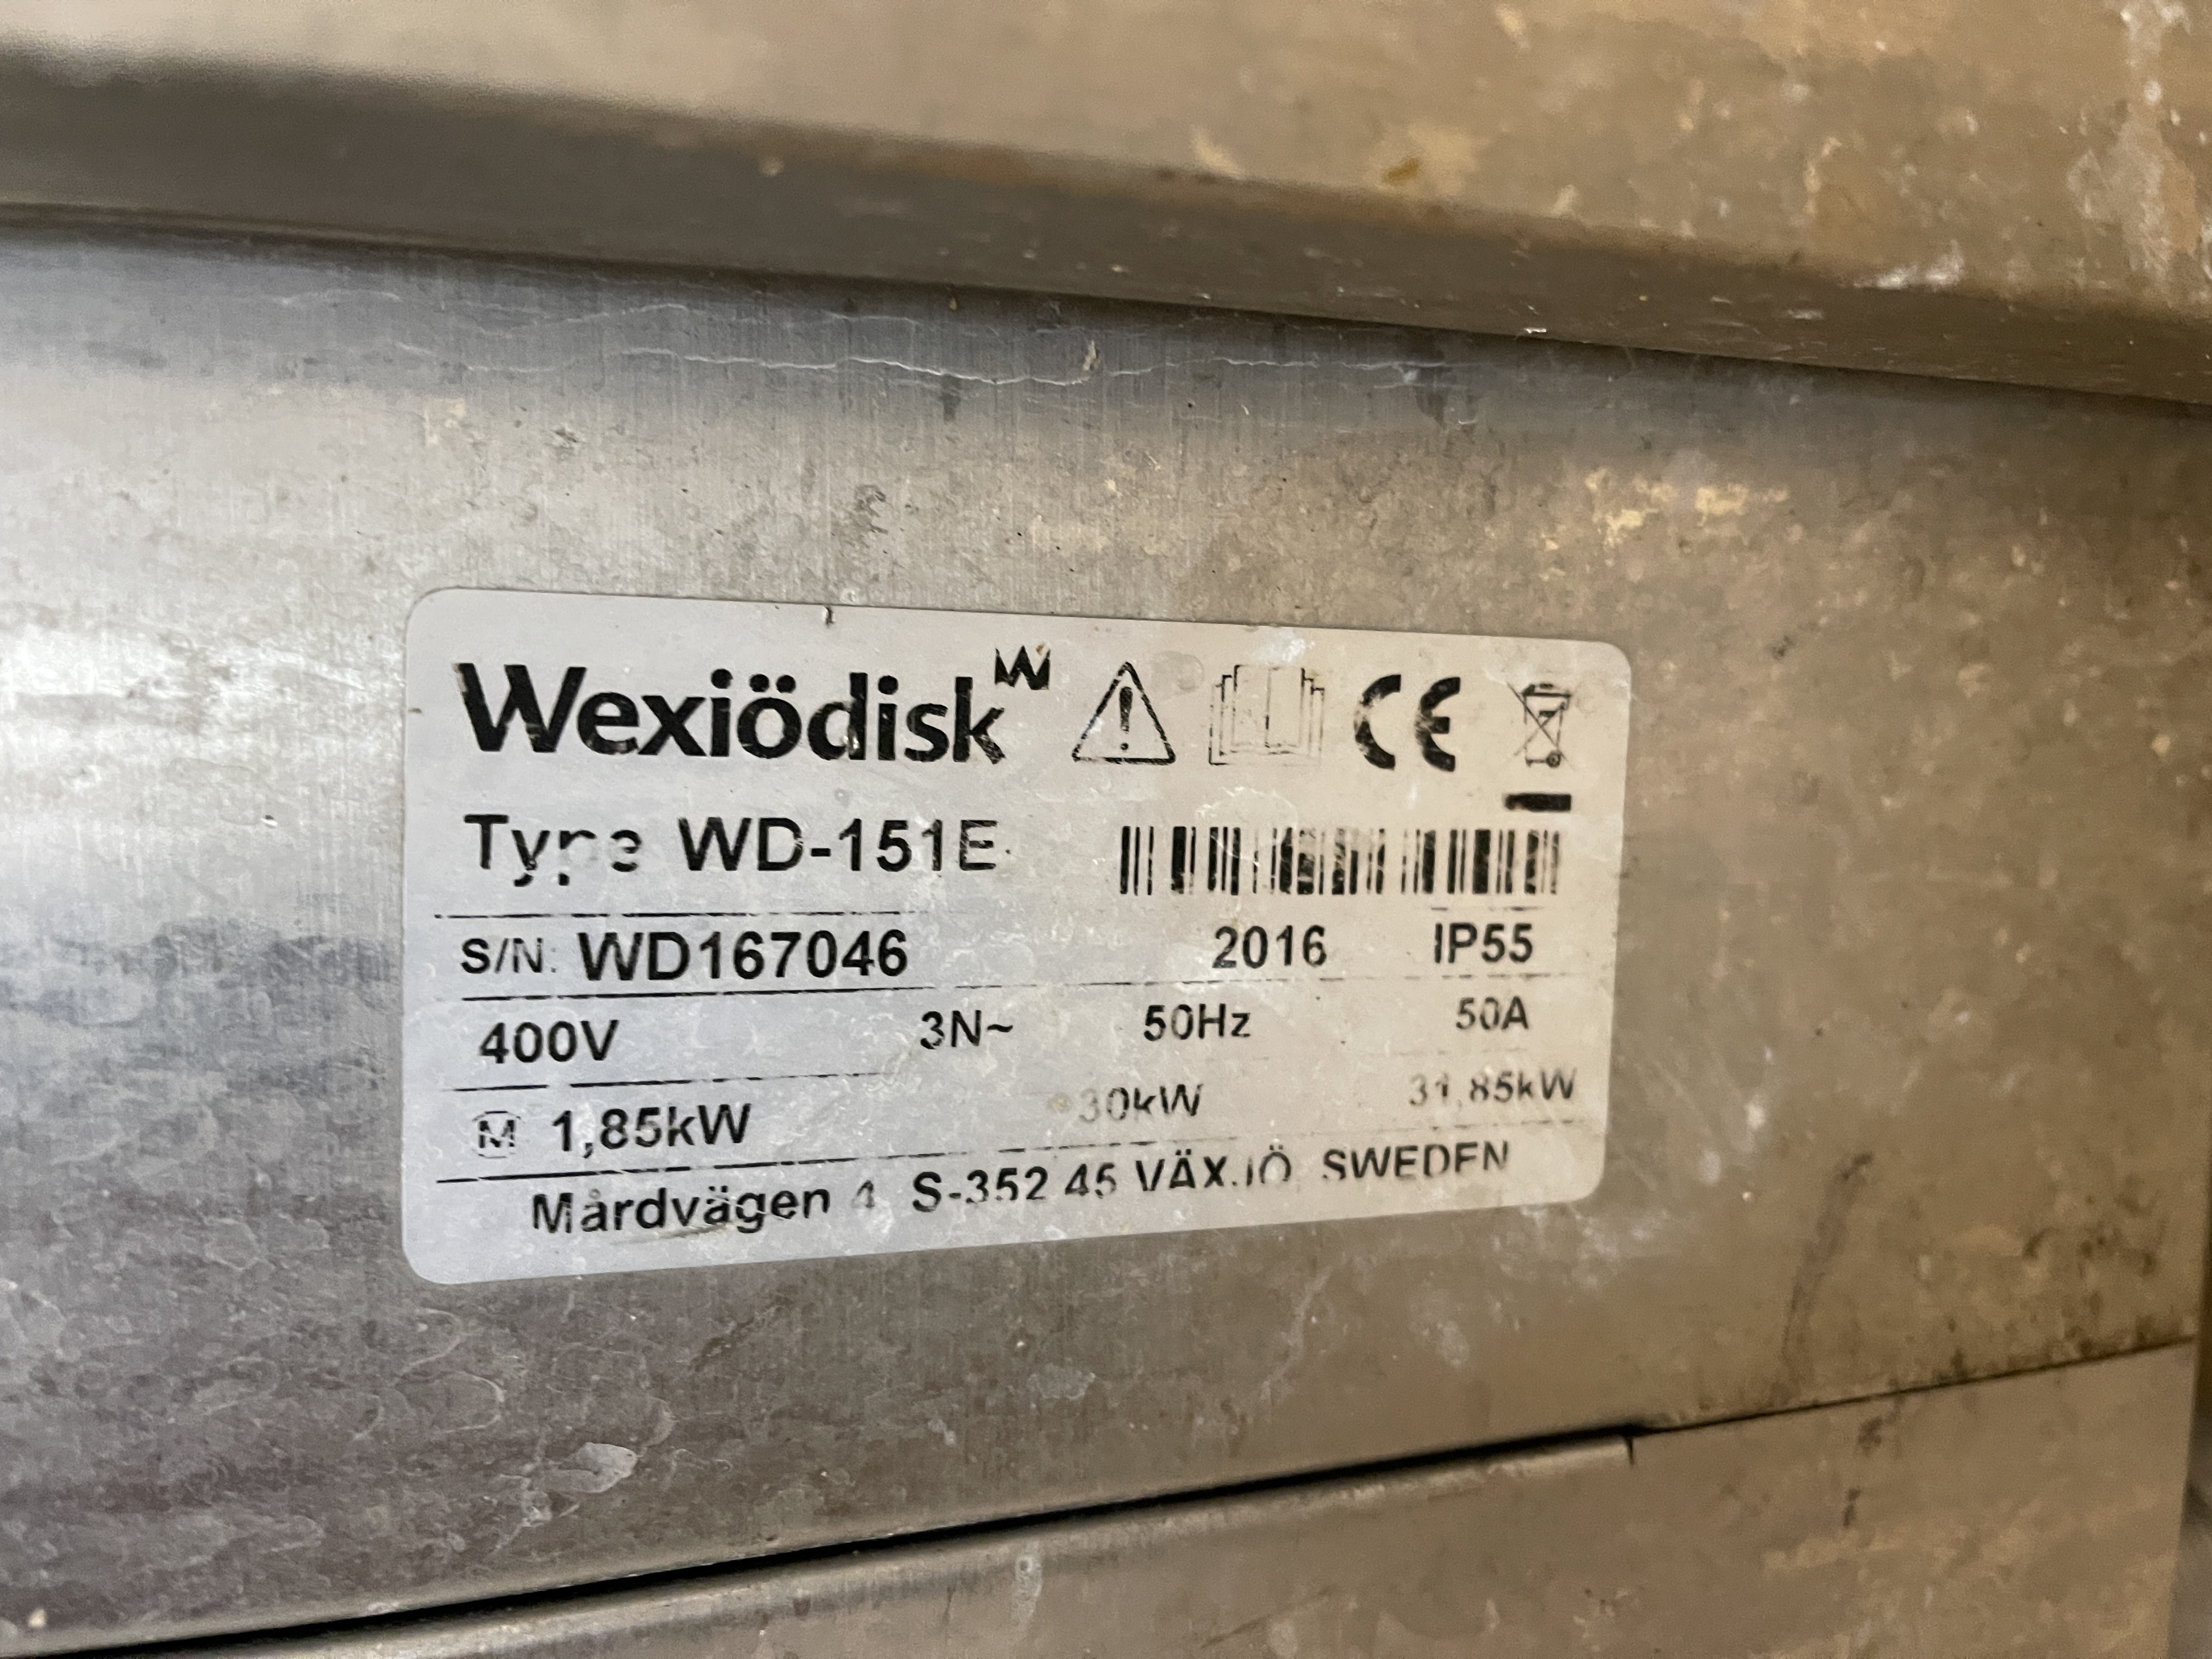 Wexiödisk CE
Type WD-151E
S/N: WD167046 2016 IP55
400V 3N~ 50Hz 50A
M 1,85kW 30kW 31,85kW
Mårdvägen 4 S-352 45 VÄXJÖ SWEDEN